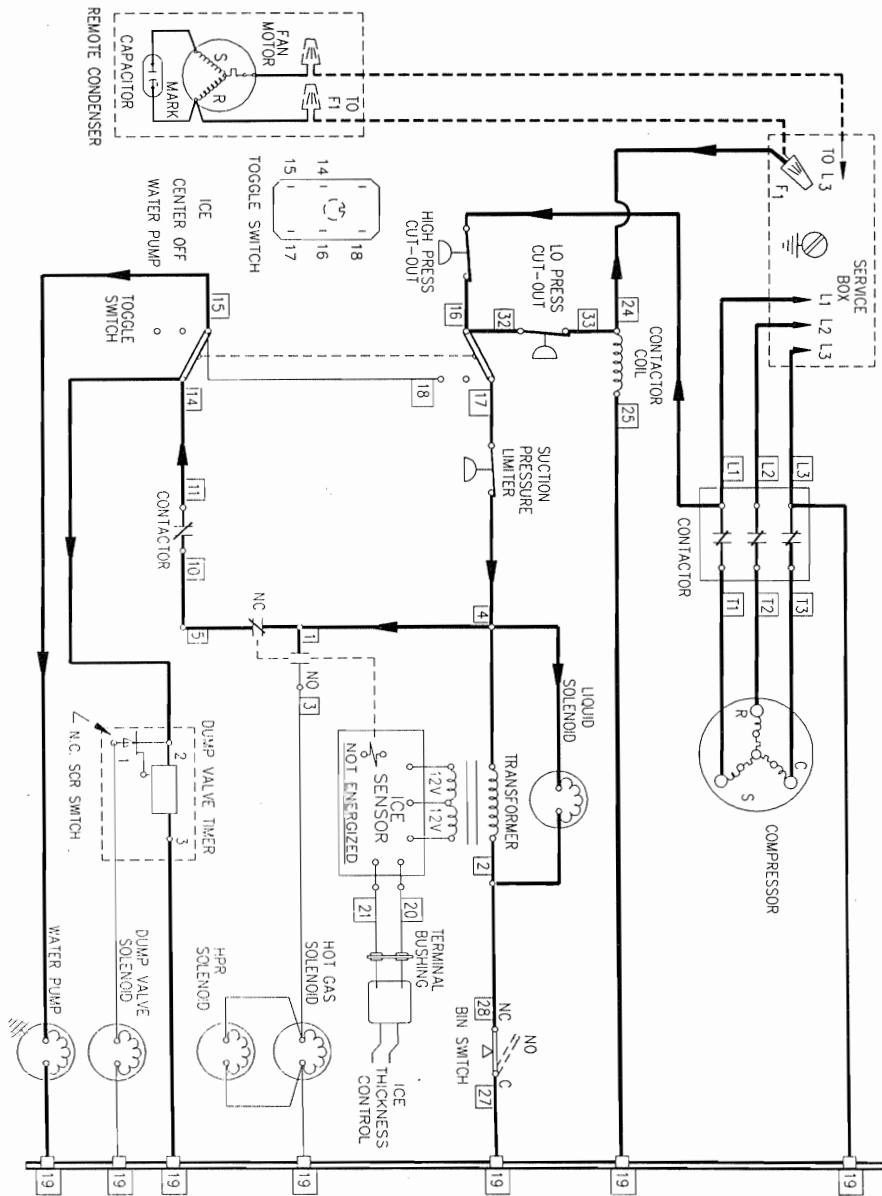 REMOTE CONDENSER
CAPACITOR
MARK
FAN
MOTOR
S
R
TO
F1
TO L3
F1
SERVICE
BOX
L1
L2
L3
TOGGLE SWITCH
15
14
17
16
18
ICE
CENTER OFF
WATER PUMP
TOGGLE
SWITCH
15
14
HIGH PRESS
CUT-OUT
LO PRESS
CUT-OUT
16
32
33
24
CONTACTOR
COIL
25
18
17
SUCTION
PRESSURE
LIMITER
L1
L2
L3
CONTACTOR
T1
T2
T3
R
C
S
COMPRESSOR
11
CONTACTOR
10
5
NC
1
NO
3
4
LIQUID
SOLENOID
TRANSFORMER
2
12V
12V
ICE
SENSOR
NOT ENERGIZED
21
20
TERMINAL
BUSHING
ICE
THICKNESS
CONTROL
28
NC
NO
C
27
BIN SWITCH
DUMP VALVE TIMER
2
1
3
N.C. SCR SWITCH
WATER PUMP
DUMP VALVE
SOLENOID
HPR
SOLENOID
HOT GAS
SOLENOID
19
19
19
19
19
19
19